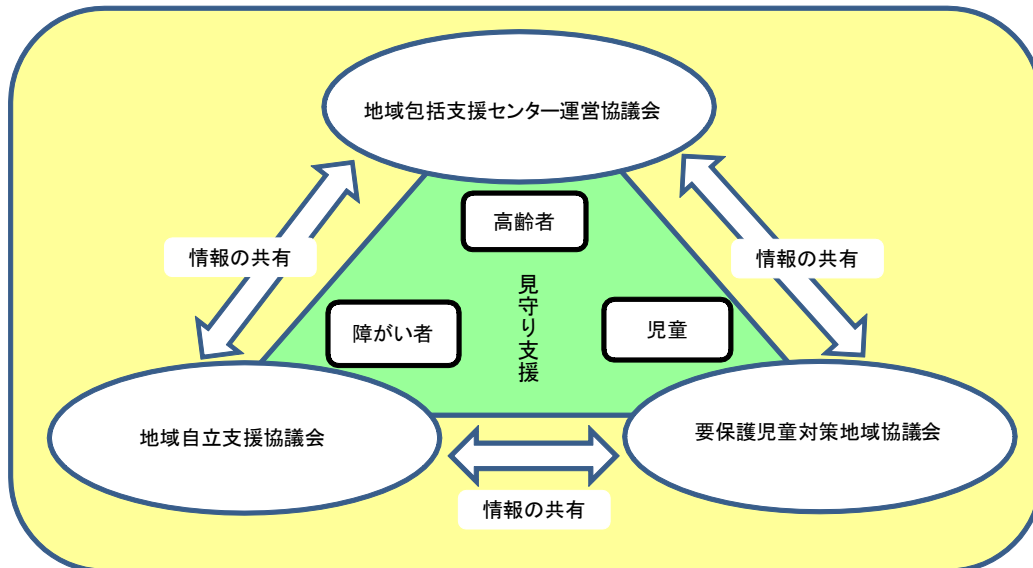 地域包括支援センター運営協議会
高齢者
情報の共有
情報の共有
見守り支援
障がい者
児童
地域自立支援協議会
要保護児童対策地域協議会
情報の共有